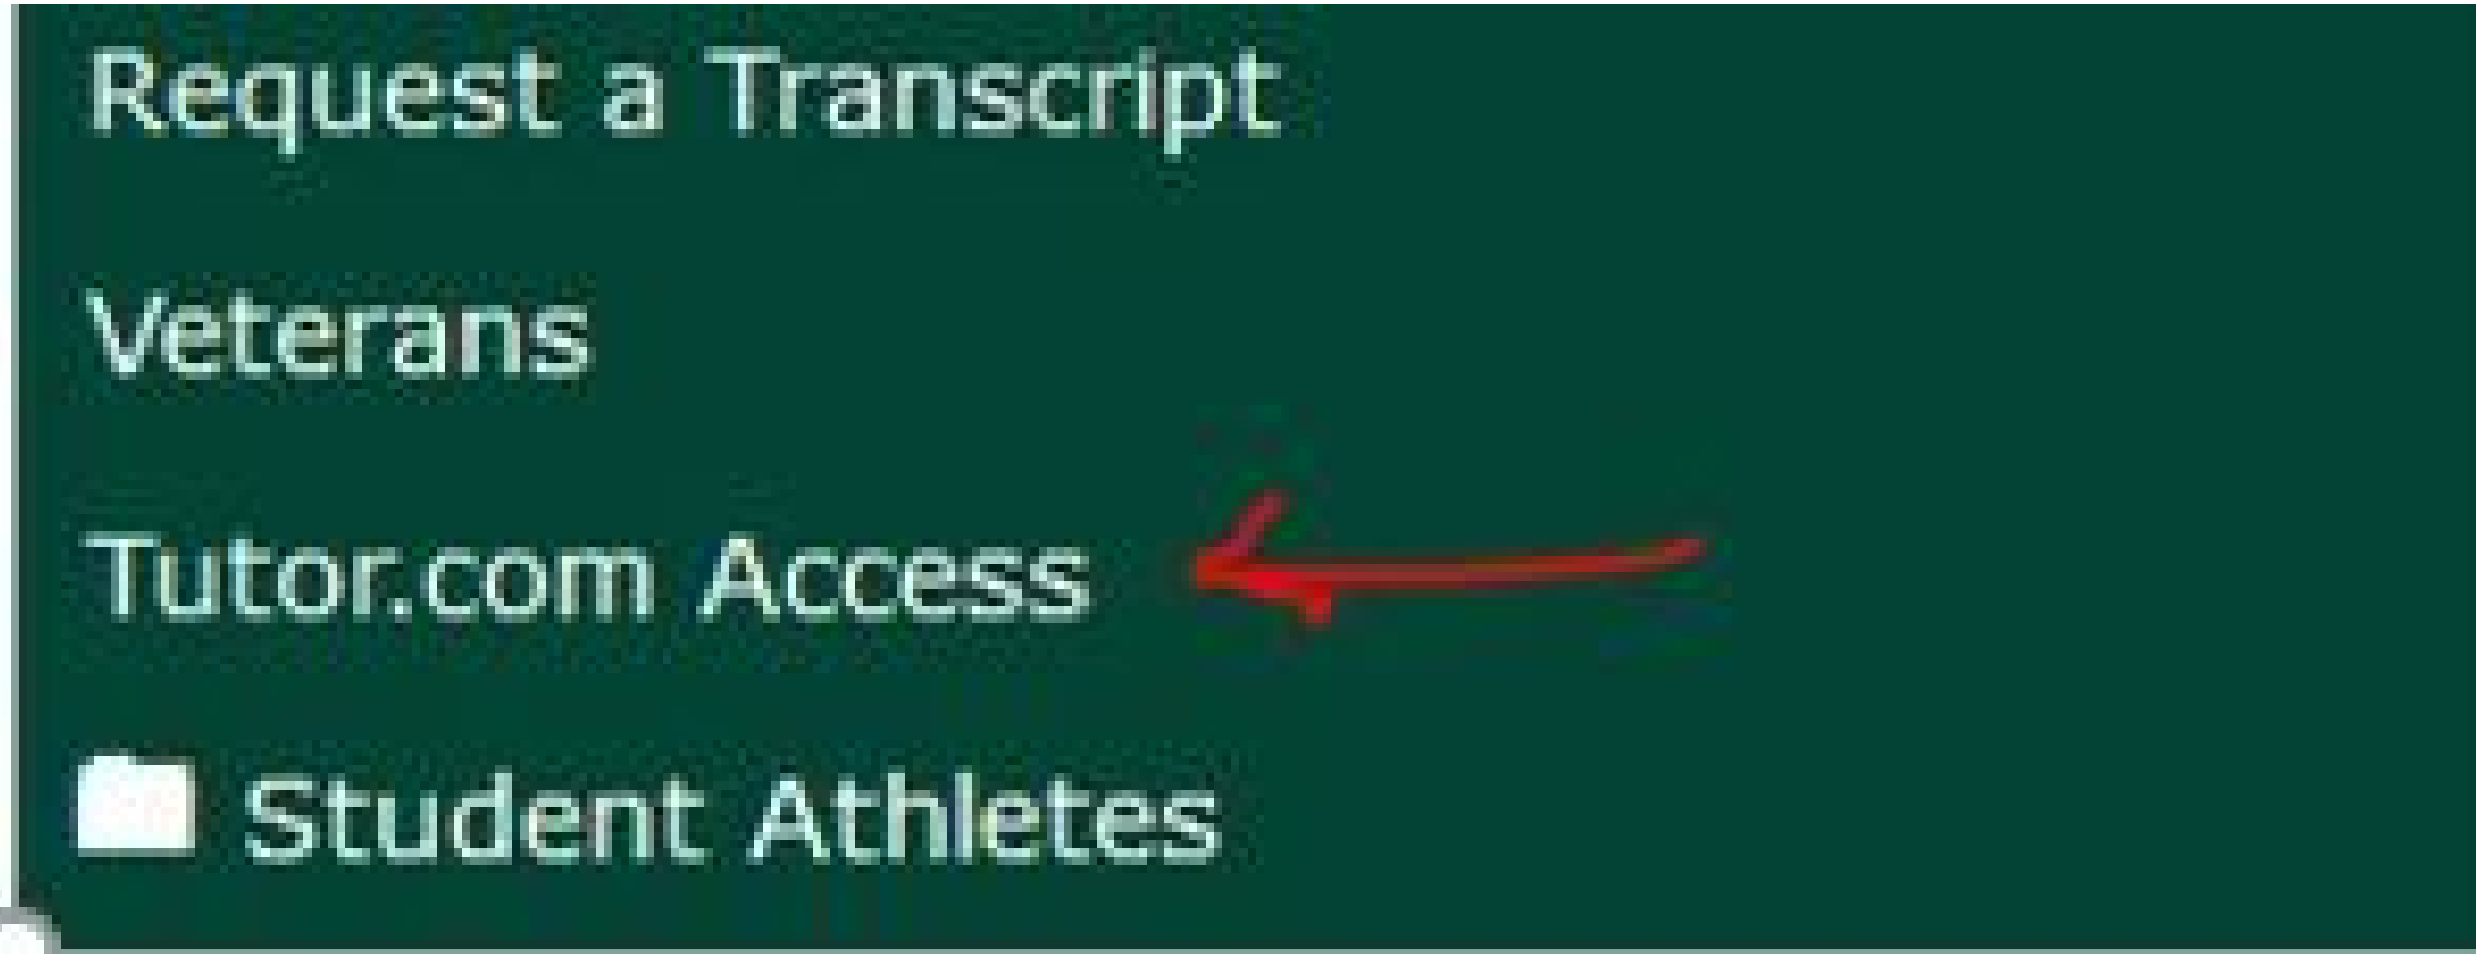 Request a Transcript
Veterans
Tutor.com Access
Student Athletes